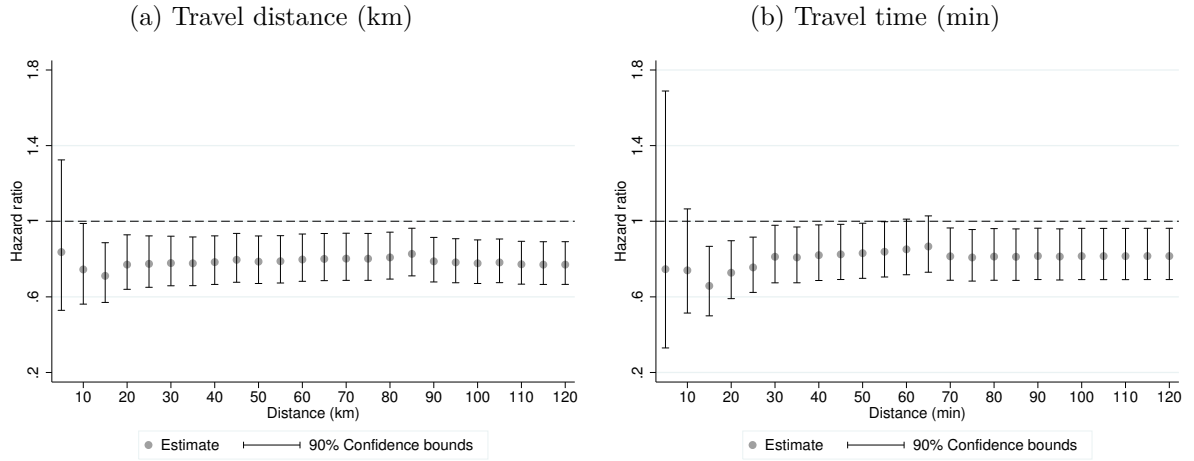 (a) Travel distance (km)
1.8
1.4
1
.6
.2
Hazard ratio
10 20 30 40 50 60 70 80 90 100 110 120
Distance (km)
Estimate 90% Confidence bounds
(b) Travel time (min)
1.8
1.4
1
.6
.2
Hazard ratio
10 20 30 40 50 60 70 80 90 100 110 120
Distance (min)
Estimate 90% Confidence bounds